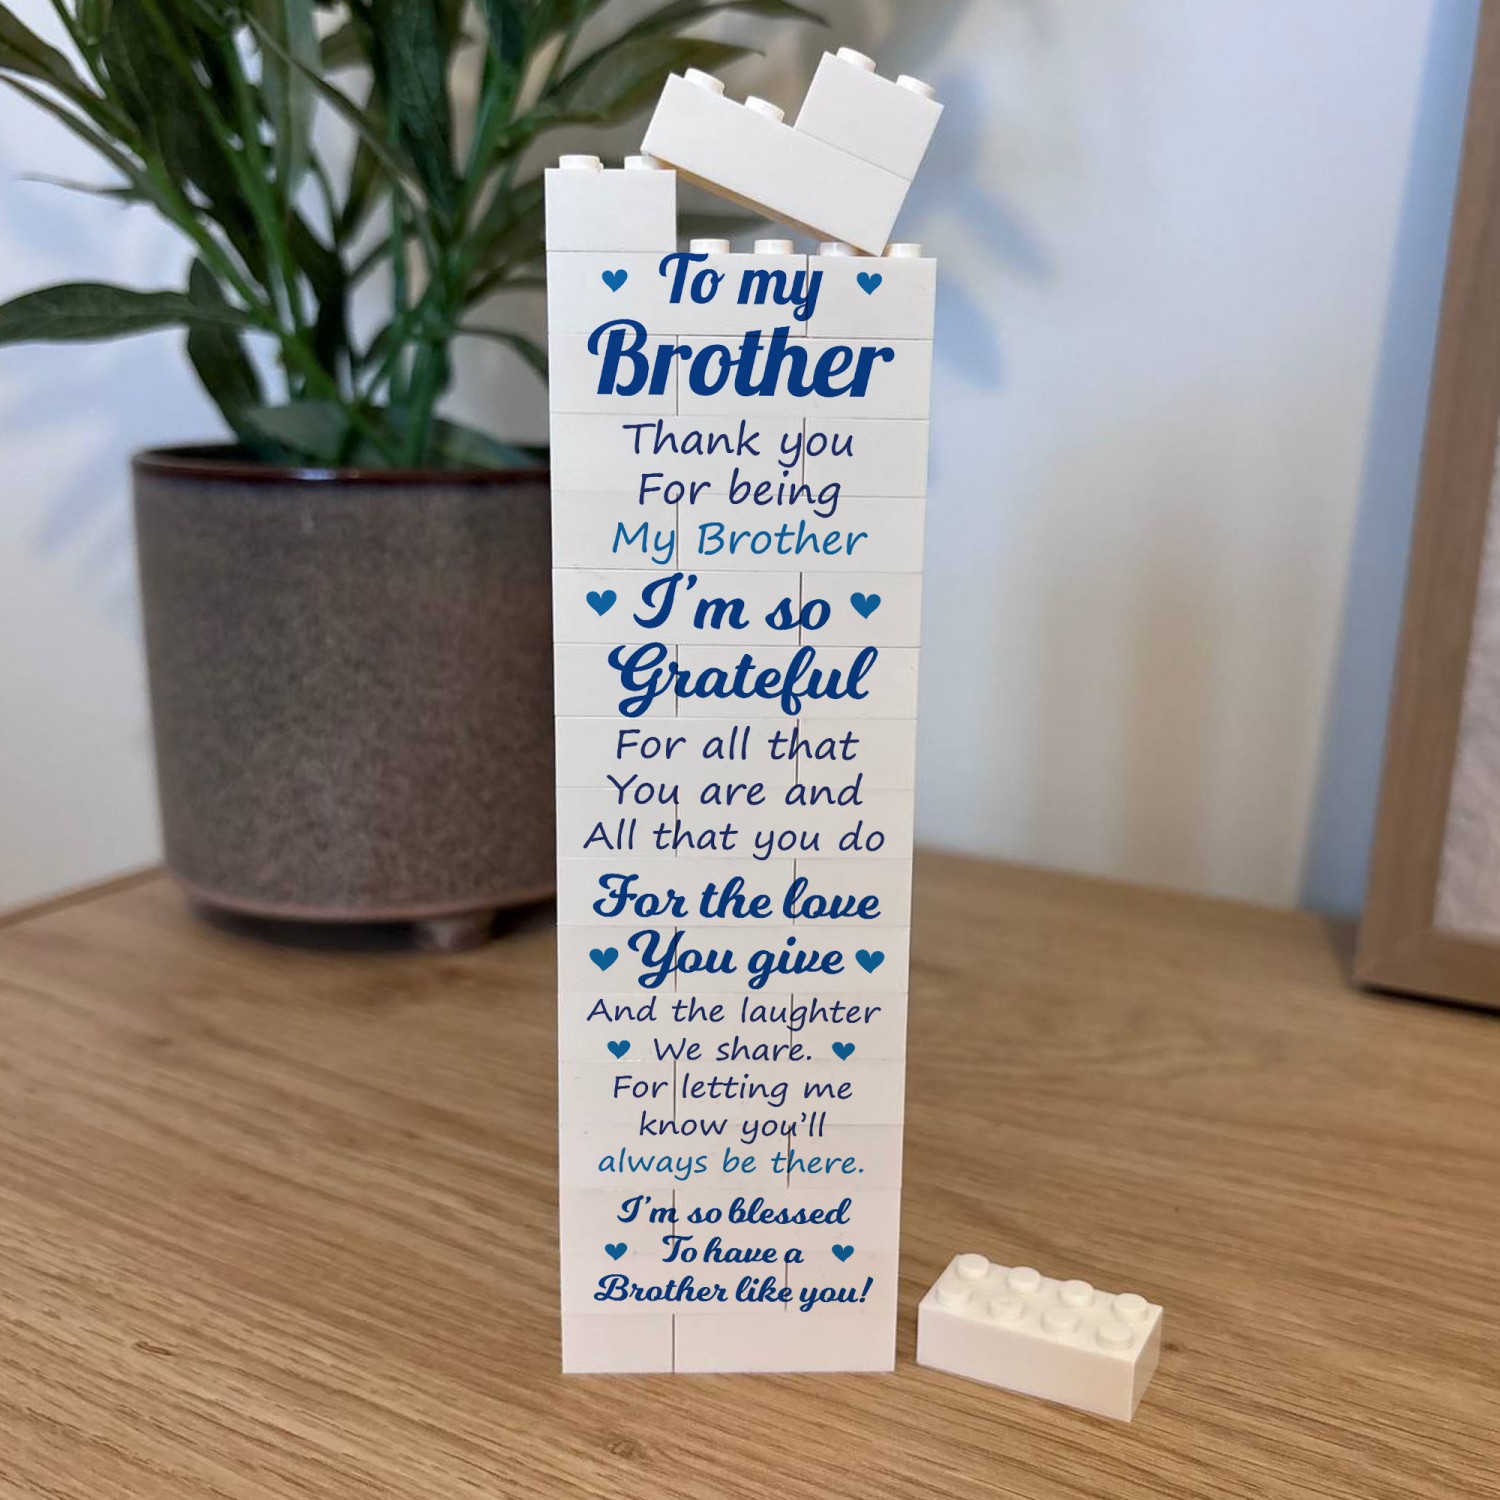 To my
Brother
Thank you
For being
My Brother
I'm so
Grateful
For all that
You are and
All that you do
For the love
You give
And the laughter
We share.
For letting me
know you'll
always be there.
I'm so blessed
To have a
Brother like you!